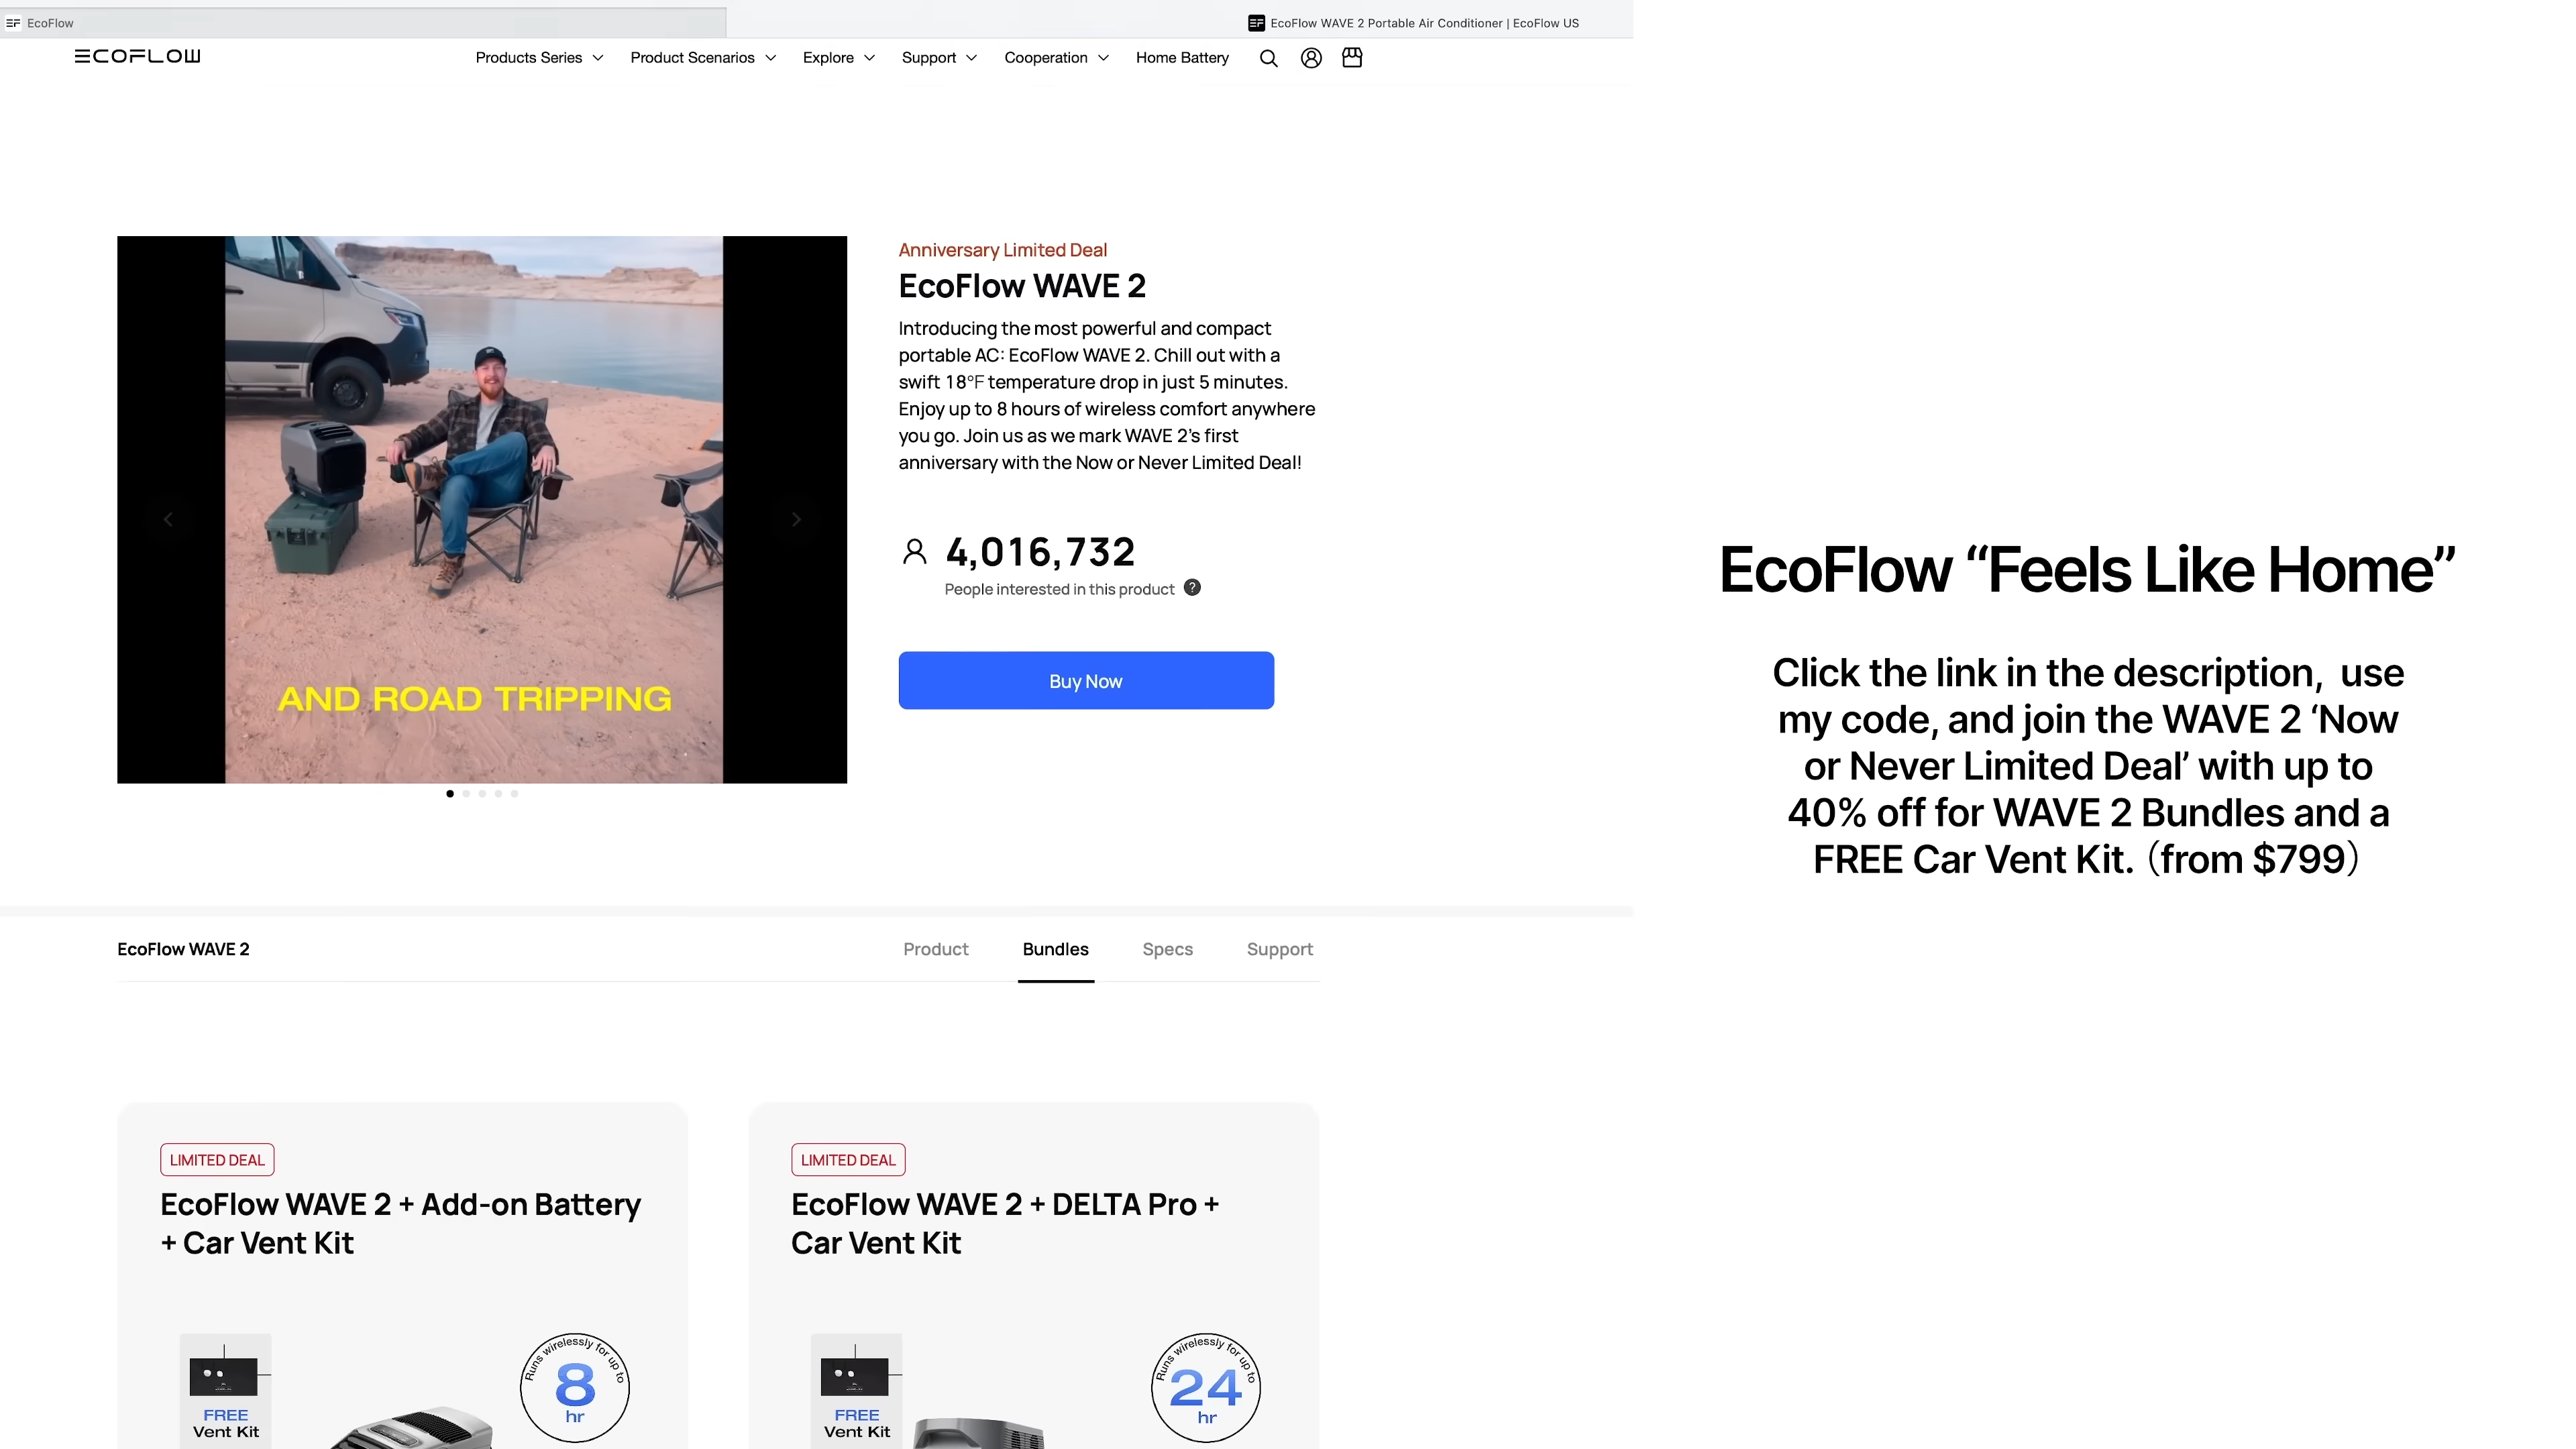 EcoFlow
EcoFlow WAVE 2 Portable Air Conditioner | EcoFlow US
ECOFLOW
Products Series
Product Scenarios
Explore
Support
Cooperation
Home Battery
Anniversary Limited Deal
EcoFlow WAVE 2
Introducing the most powerful and compact
portable AC: EcoFlow WAVE 2. Chill out with a
swift 18°F temperature drop in just 5 minutes.
Enjoy up to 8 hours of wireless comfort anywhere
you go. Join us as we mark WAVE 2’s first
anniversary with the Now or Never Limited Deal!
4,016,732
People interested in this product ?
Buy Now
AND ROAD TRIPPING
EcoFlow “Feels Like Home”
Click the link in the description, use
my code, and join the WAVE 2 ‘Now
or Never Limited Deal’ with up to
40% off for WAVE 2 Bundles and a
FREE Car Vent Kit. (from $799)
EcoFlow WAVE 2
Product
Bundles
Specs
Support
LIMITED DEAL
EcoFlow WAVE 2 + Add-on Battery
+ Car Vent Kit
Runs wirelessly for up to
8
hr
FREE
Vent Kit
LIMITED DEAL
EcoFlow WAVE 2 + DELTA Pro +
Car Vent Kit
Runs wirelessly for up to
24
hr
FREE
Vent Kit